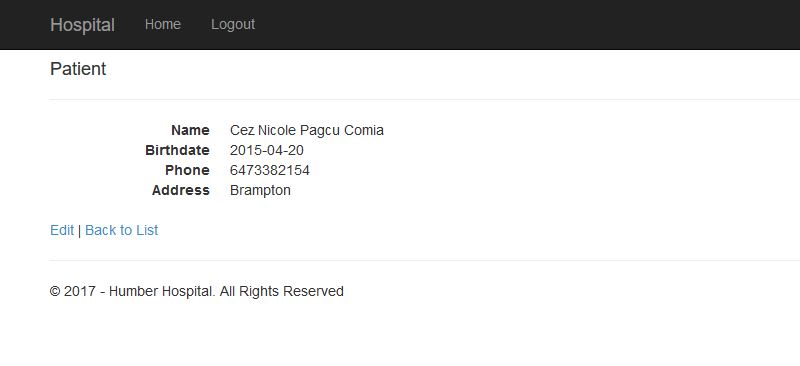 Hospital Home Logout
Patient
Name Cez Nicole Pagcu Comia
Birthdate 2015-04-20
Phone 6473382154
Address Brampton
Edit | Back to List
© 2017 - Humber Hospital. All Rights Reserved